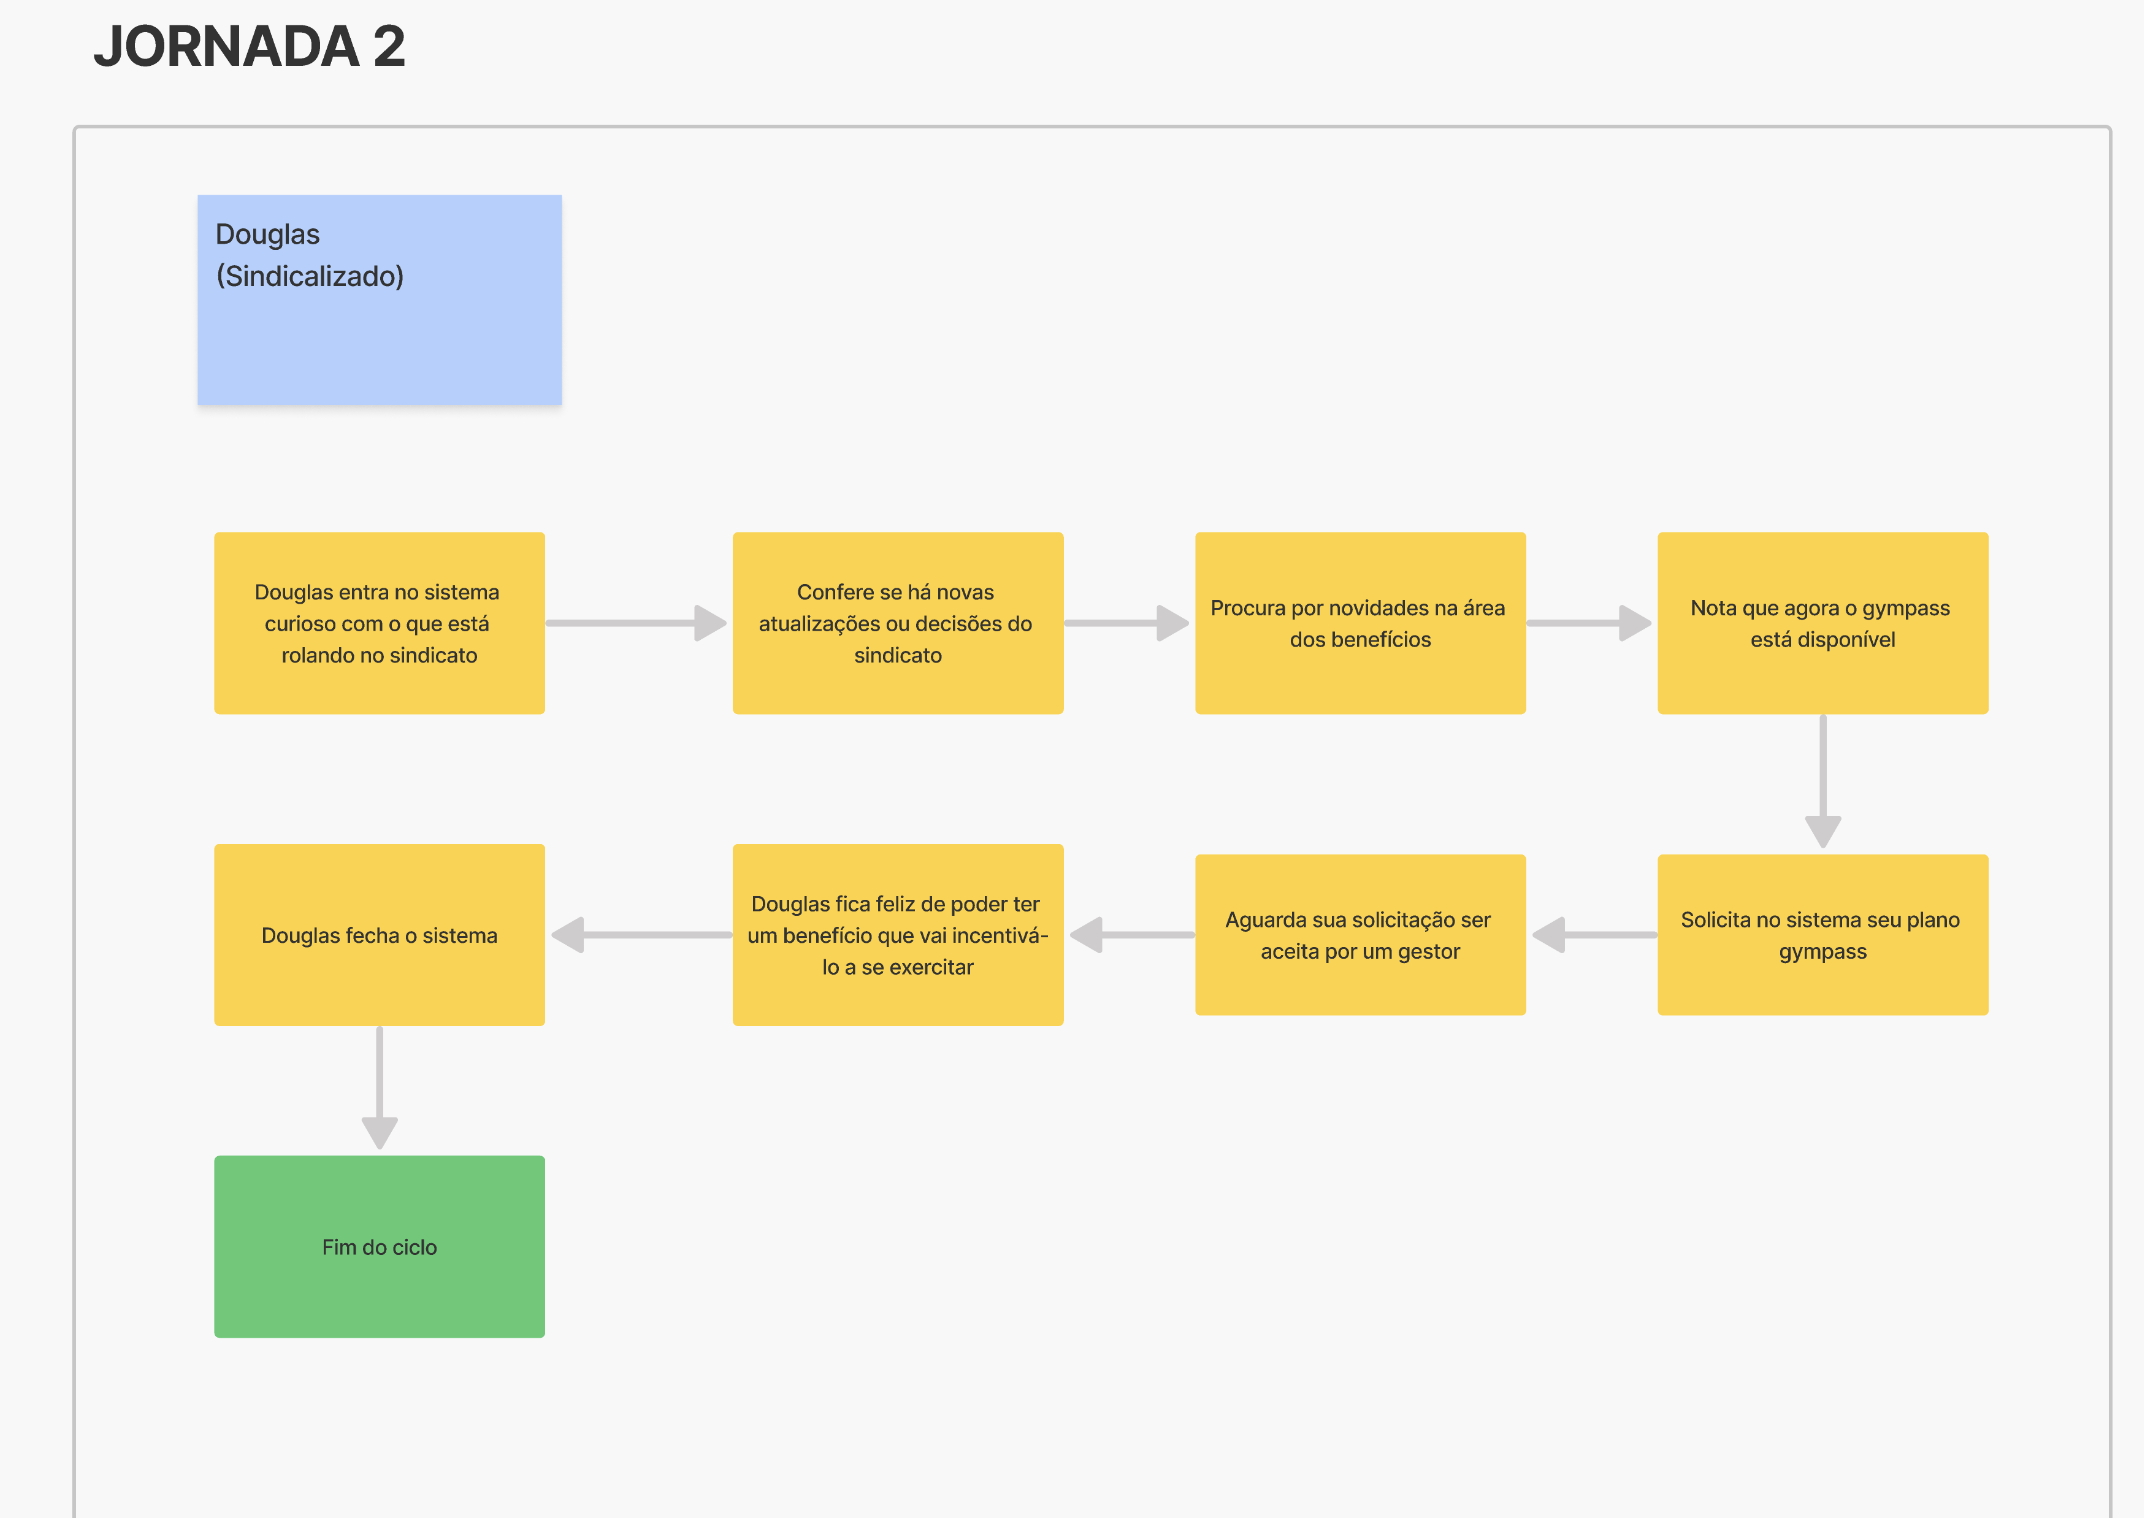 JORNADA 2
Douglas
(Sindicalizado)
Douglas entra no sistema
curioso com o que está
rolando no sindicato
Confere se há novas
atualizações ou decisões do
sindicato
Procura por novidades na área
dos benefícios
Nota que agora o gympass
está disponível
Solicita no sistema seu plano
gympass
Aguarda sua solicitação ser
aceita por um gestor
Douglas fica feliz de poder ter
um benefício que vai incentivá-
lo a se exercitar
Douglas fecha o sistema
Fim do ciclo